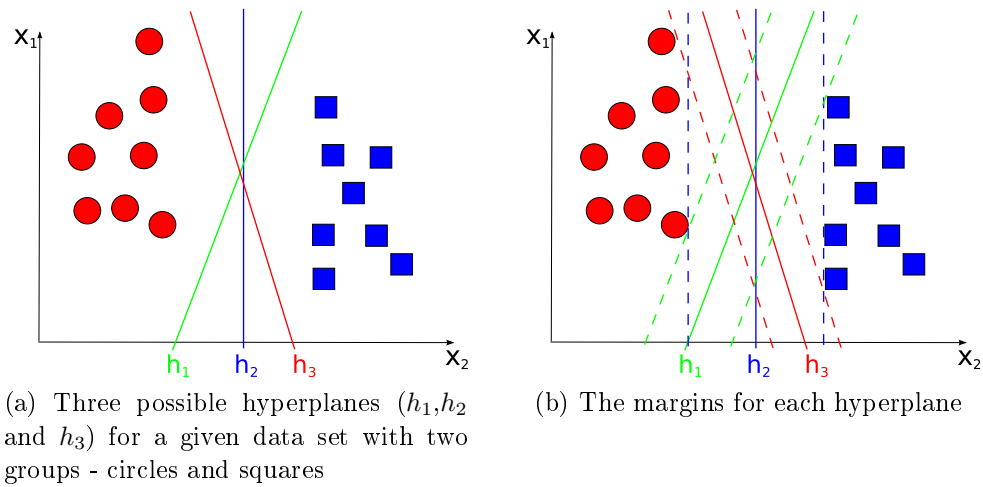 x₁
x₁
h₁
h₂
h₃
x₂
h₁
h₂
h₃
x₂
(a) Three possible hyperplanes (h₁,h₂
and h₃) for a given data set with two
groups - circles and squares
(b) The margins for each hyperplane